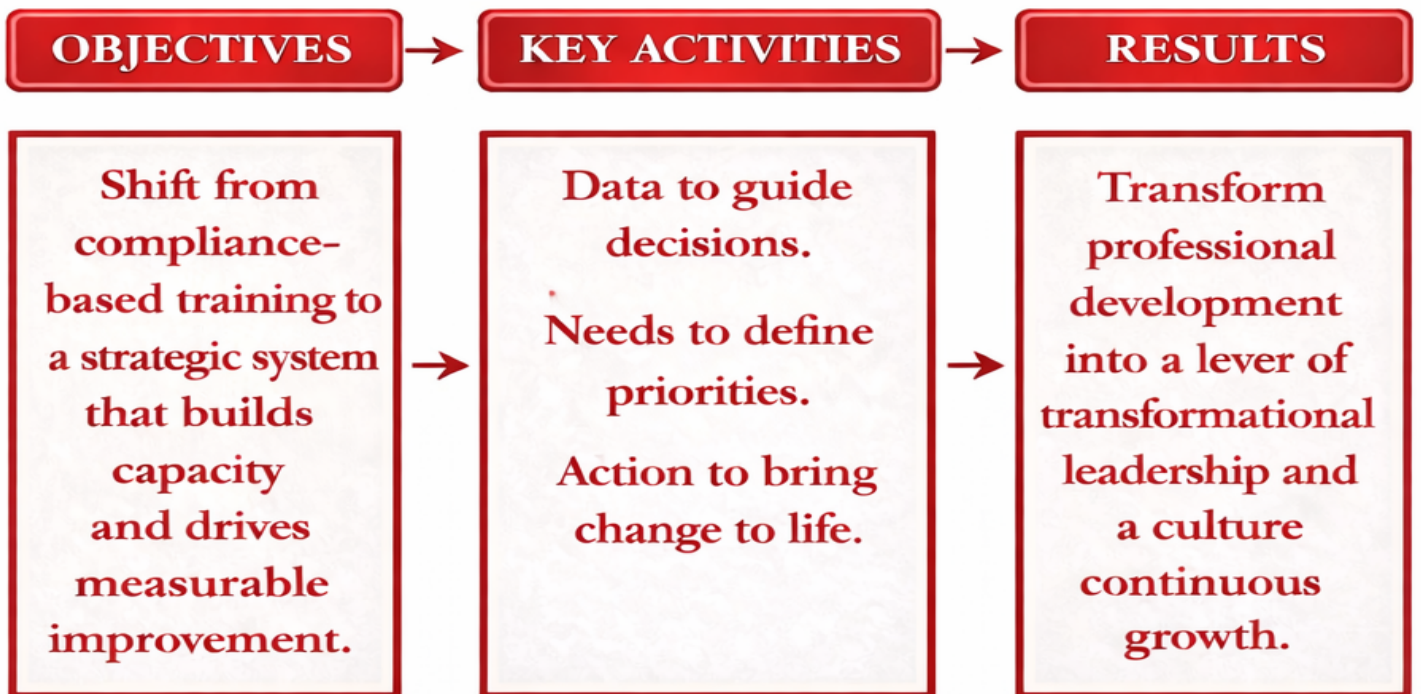 OBJECTIVES
KEY ACTIVITIES
RESULTS
Shift from
compliance-
based training to
a strategic system
that builds
capacity
and drives
measurable
improvement.
Data to guide
decisions.
Needs to define
priorities.
Action to bring
change to life.
Transform
professional
development
into a lever of
transformational
leadership and
a culture
continuous
growth.